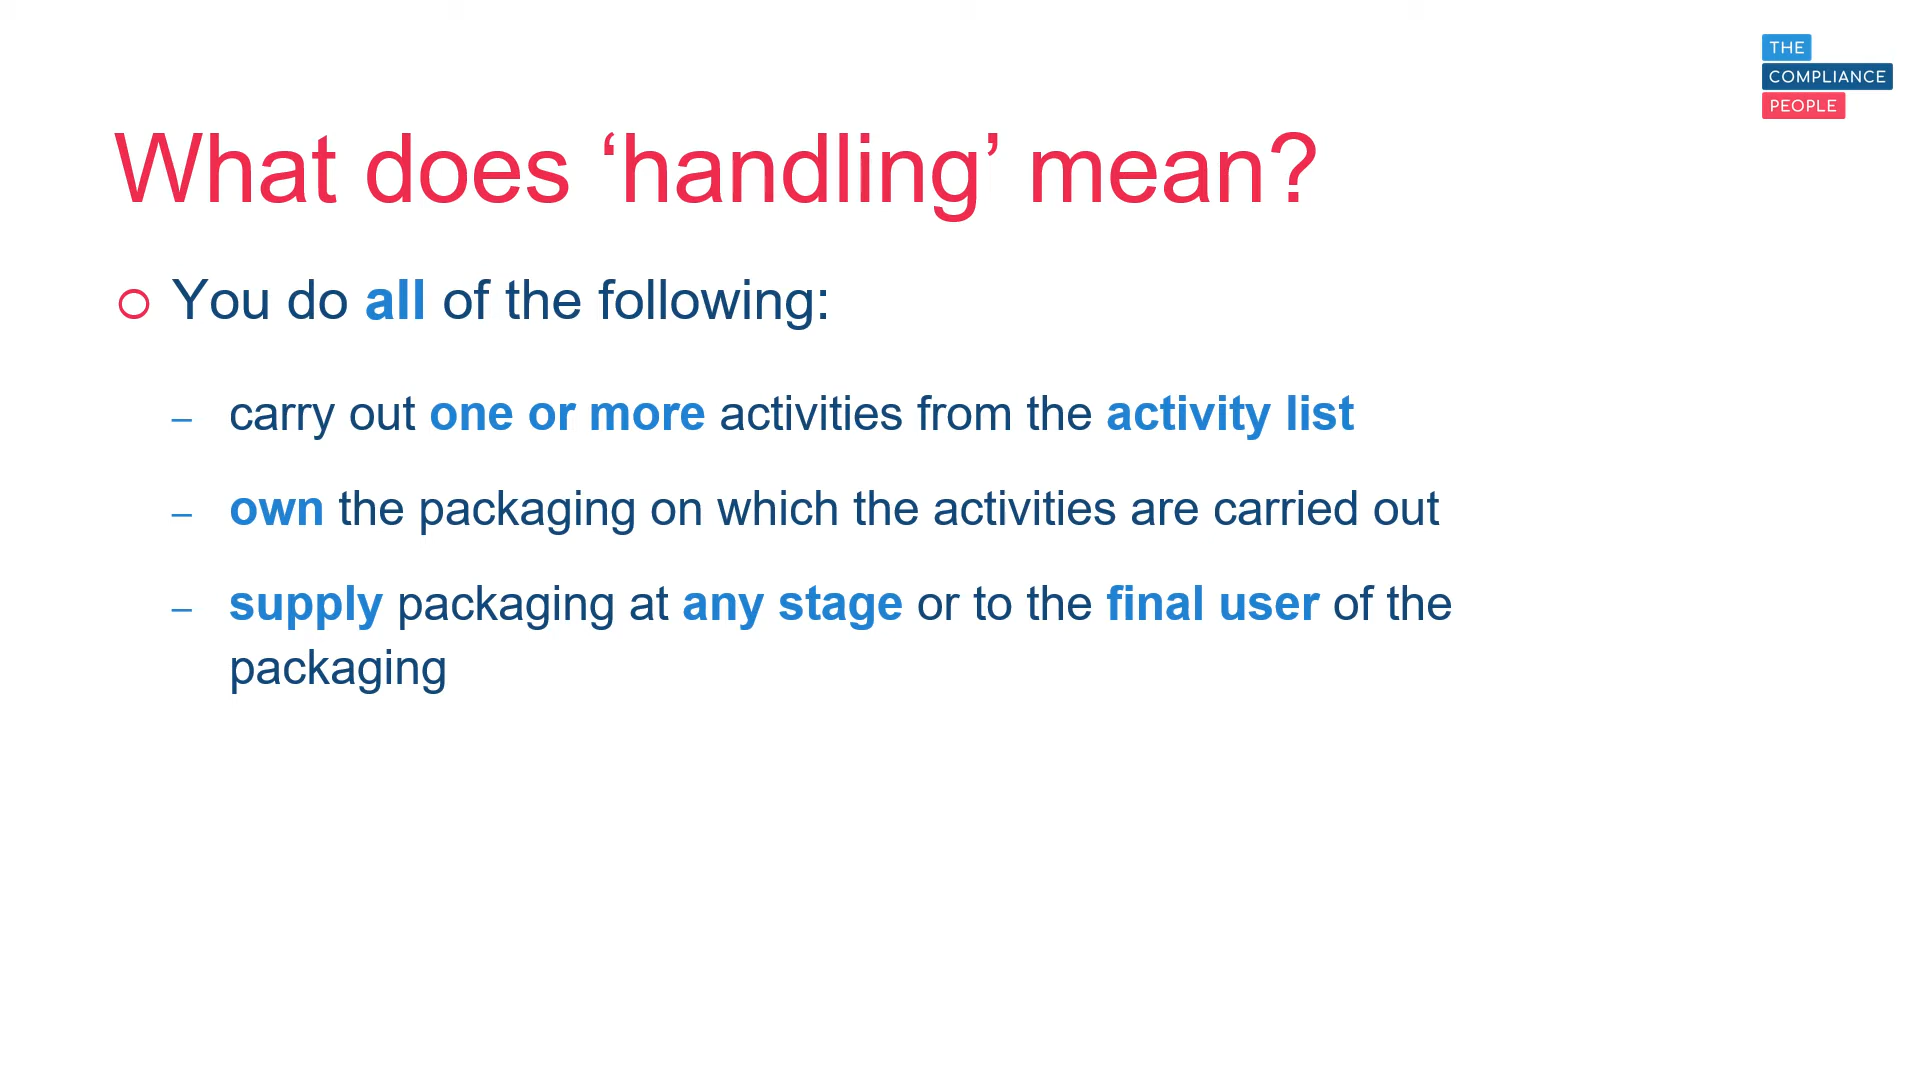 THE
COMPLIANCE
PEOPLE
What does ‘handling’ mean?
You do all of the following:
– carry out one or more activities from the activity list
– own the packaging on which the activities are carried out
– supply packaging at any stage or to the final user of the
packaging